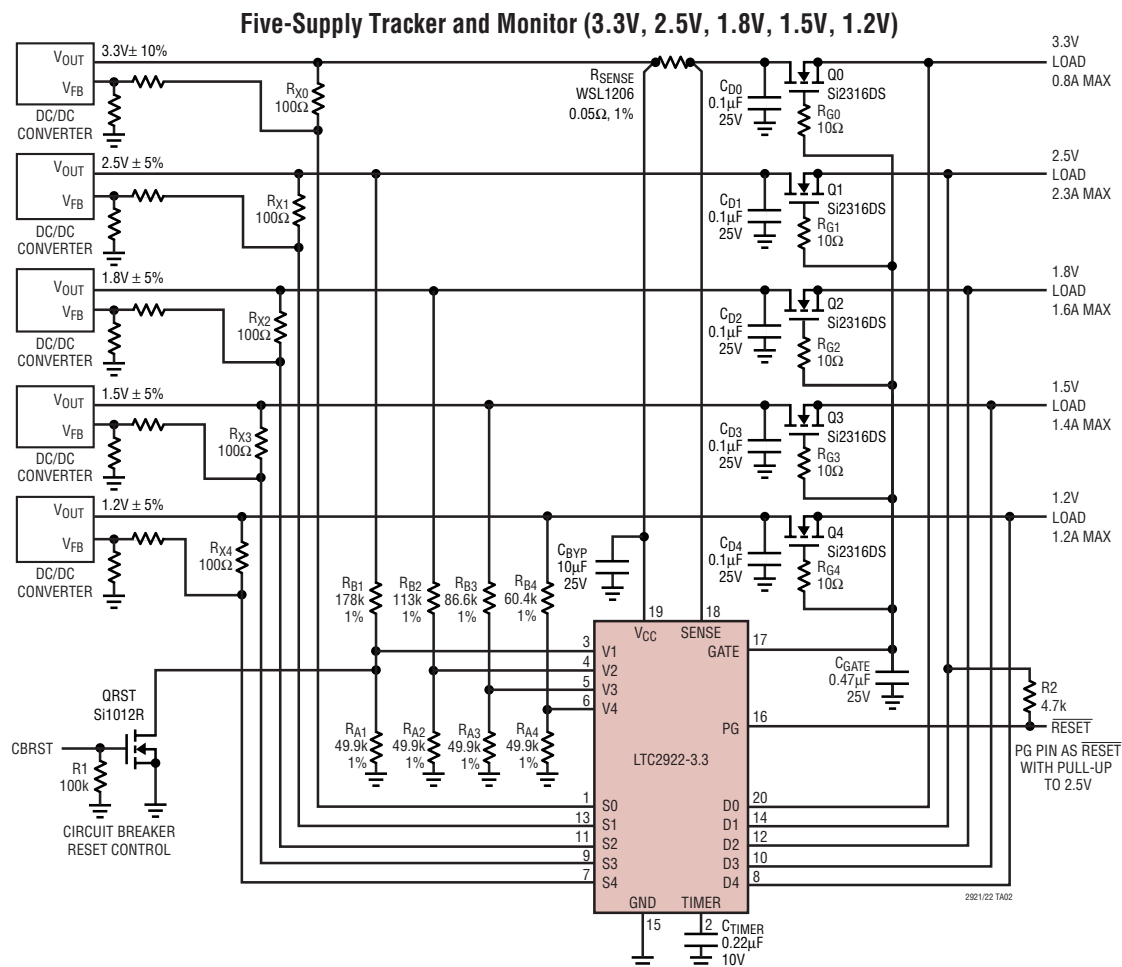 Five-Supply Tracker and Monitor (3.3V, 2.5V, 1.8V, 1.5V, 1.2V)
VOUT
3.3V± 10%
VFB
DC/DC
CONVERTER
RX0
100Ω
RSENSE
WSL1206
0.05Ω, 1%
CD0
0.1µF
25V
Q0
Si2316DS
RG0
10Ω
3.3V
LOAD
0.8A MAX
VOUT
2.5V ± 5%
VFB
DC/DC
CONVERTER
RX1
100Ω
CD1
0.1µF
25V
Q1
Si2316DS
RG1
10Ω
2.5V
LOAD
2.3A MAX
VOUT
1.8V ± 5%
VFB
DC/DC
CONVERTER
RX2
100Ω
CD2
0.1µF
25V
Q2
Si2316DS
RG2
10Ω
1.8V
LOAD
1.6A MAX
VOUT
1.5V ± 5%
VFB
DC/DC
CONVERTER
RX3
100Ω
CD3
0.1µF
25V
Q3
Si2316DS
RG3
10Ω
1.5V
LOAD
1.4A MAX
VOUT
1.2V ± 5%
VFB
DC/DC
CONVERTER
RX4
100Ω
CD4
0.1µF
25V
Q4
Si2316DS
RG4
10Ω
1.2V
LOAD
1.2A MAX
CBYP
10µF
25V
RB1
178k
1%
RB2
113k
1%
RB3
86.6k
1%
RB4
60.4k
1%
19
VCC
18
SENSE
3
V1
4
V2
5
V3
6
V4
GATE
17
CGATE
0.47µF
25V
R2
4.7k
PG
16
RESET
PG PIN AS RESET
WITH PULL-UP
TO 2.5V
QRST
Si1012R
CBRST
R1
100k
CIRCUIT BREAKER
RESET CONTROL
RA1
49.9k
1%
RA2
49.9k
1%
RA3
49.9k
1%
RA4
49.9k
1%
LTC2922-3.3
1
S0
13
S1
11
S2
9
S3
7
S4
D0
20
D1
14
D2
12
D3
10
D4
8
GND
15
TIMER
2
CTIMER
0.22µF
10V
2921/22 TA02